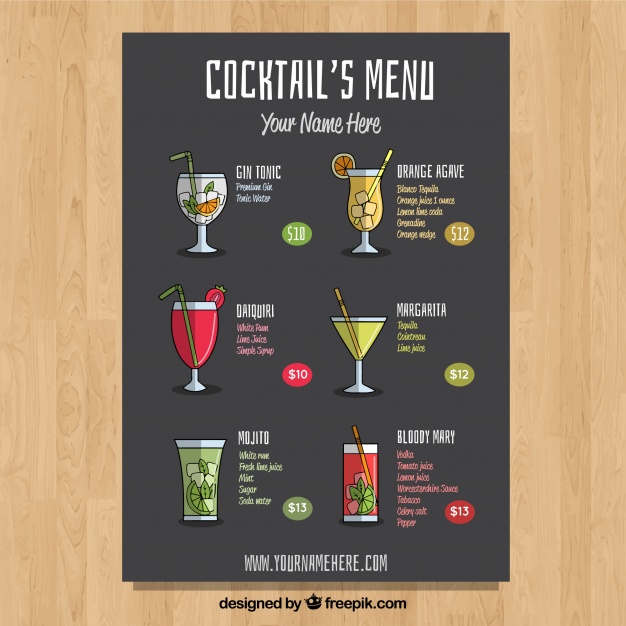 COCKTAIL'S MENU
Your Name Here
GIN TONIC
Premium Gin
Tonic Water
$10
ORANGE AGAVE
Blanco Tequila
Orange juice 1 ounce
Lemon lime soda
Grenadine
Orange nedge
$12
DAIQUIRI
White Rum
Lime Juice
Simple Syrup
$10
MARGARITA
Tequila
Cointreau
Lime juice
$12
MOJITO
White rum
Fresh lime juice
Mint
Sugar
Soda water
$13
BLOODY MARY
Vodka
Tomato juice
Lemon juice
Worcesterschire Sauce
Tabasco
Celery salt
Pepper
$13
WWW.YOURNAMEHERE.COM
designed by freepik.com